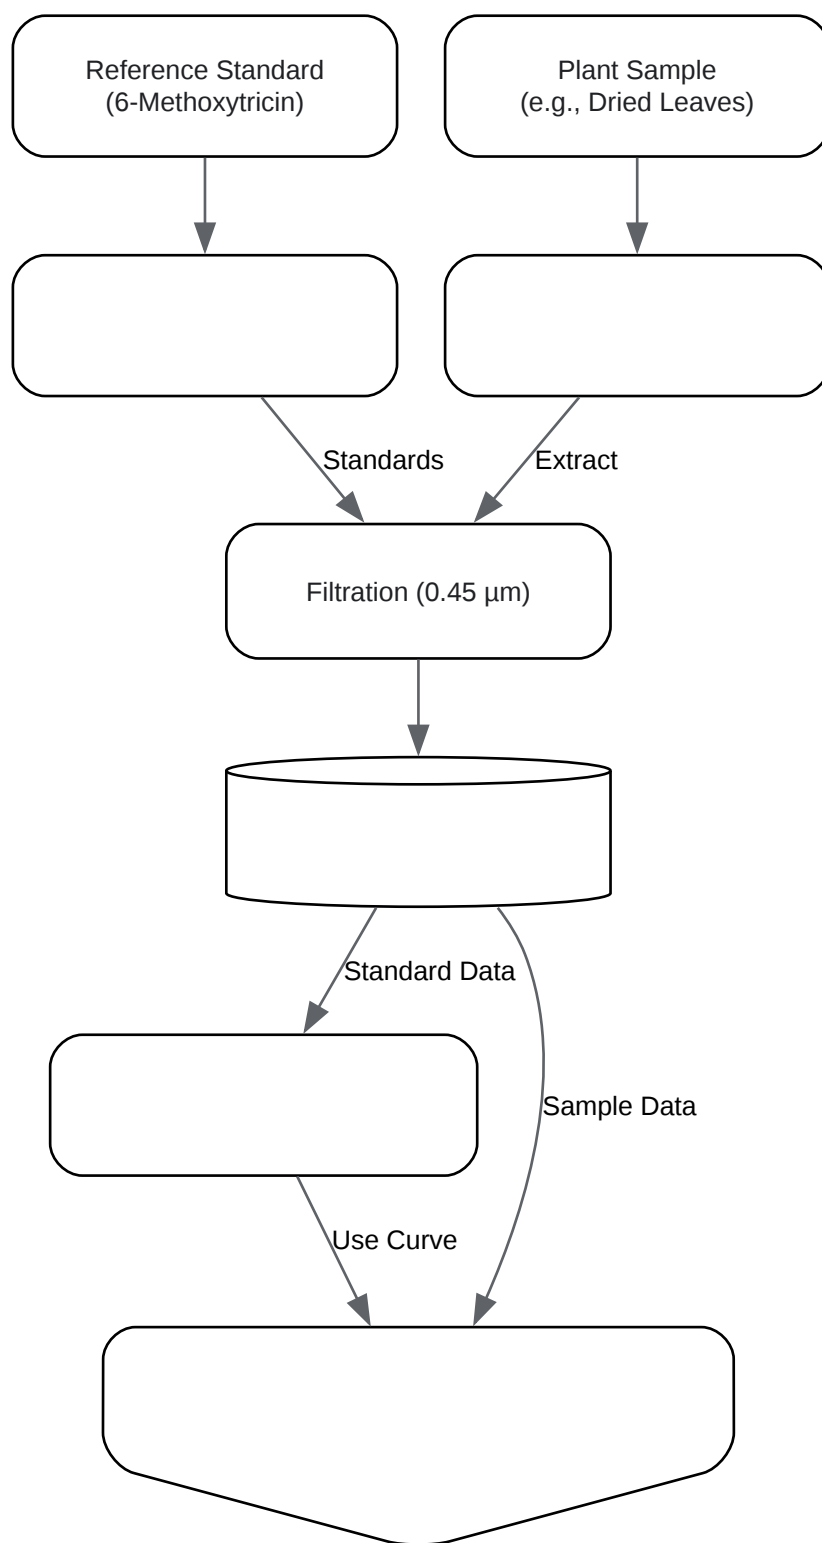 Reference Standard
(6-Methoxytricin)
Plant Sample
(e.g., Dried Leaves)
Standards
Extract
Filtration (0.45 µm)
Standard Data
Sample Data
Use Curve